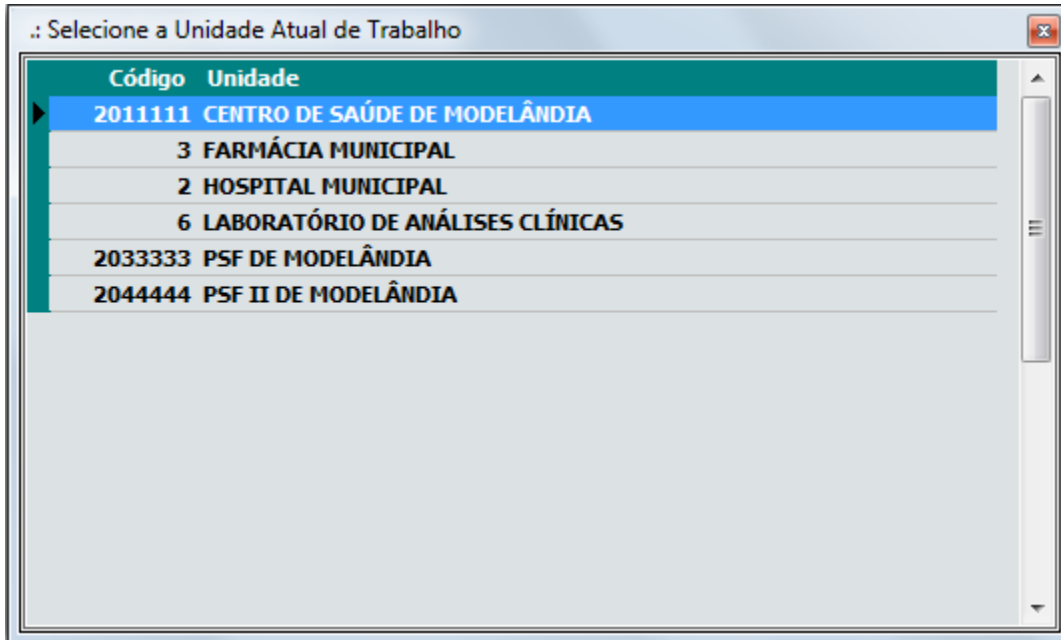 .: Selecione a Unidade Atual de Trabalho
Código Unidade
2011111 CENTRO DE SAÚDE DE MODELÂNDIA
3 FARMÁCIA MUNICIPAL
2 HOSPITAL MUNICIPAL
6 LABORATÓRIO DE ANÁLISES CLÍNICAS
2033333 PSF DE MODELÂNDIA
2044444 PSF II DE MODELÂNDIA